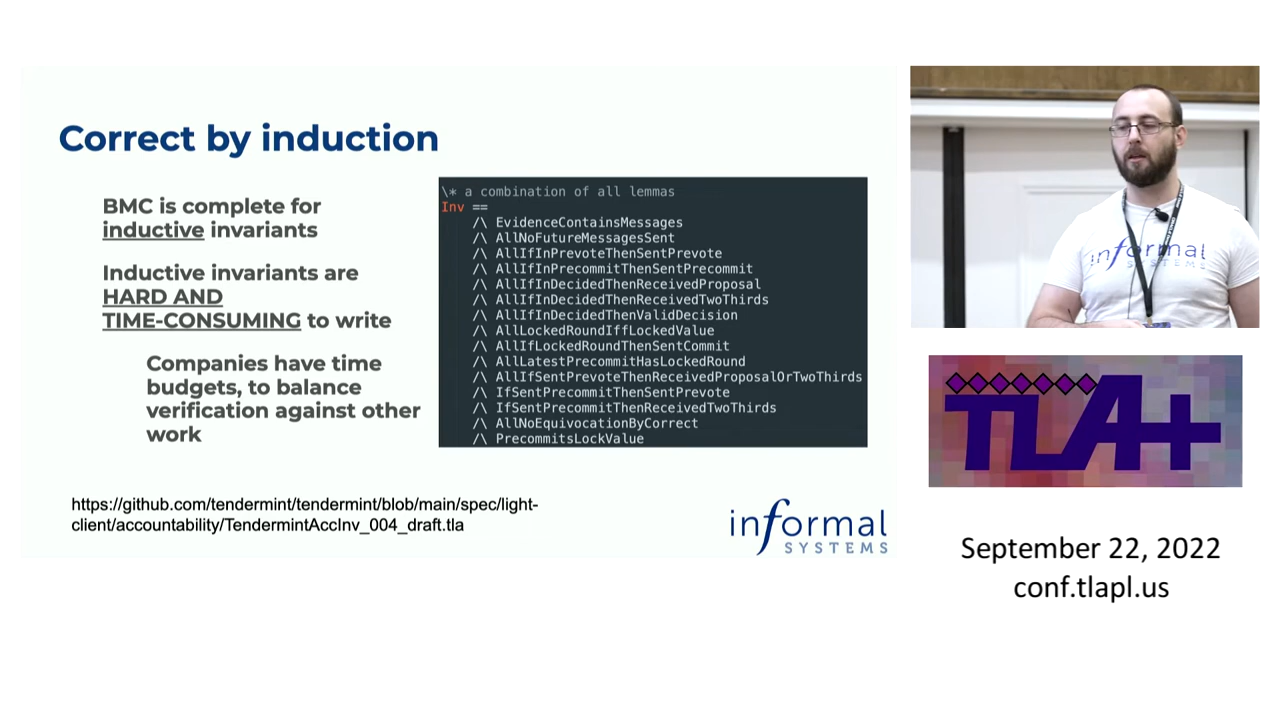 Correct by induction
BMC is complete for
inductive invariants
Inductive invariants are
HARD AND
TIME-CONSUMING to write
Companies have time
budgets, to balance
verification against other
work
\* a combination of all lemmas
Inv ==
/\ EvidenceContainsMessages
/\ AllNoFutureMessagesSent
/\ AllIfInPrevoteThenSentPrevote
/\ AllIfInPrecommitThenSentPrecommit
/\ AllIfInDecidedThenReceivedProposal
/\ AllIfInDecidedThenReceivedTwoThirds
/\ AllIfInDecidedThenValidDecision
/\ AllLockedRoundIffLockedValue
/\ AllIfLockedRoundThenSentCommit
/\ AllLatestPrecommitHasLockedRound
/\ AllIfSentPrevoteThenReceivedProposalOrTwoThirds
/\ IfSentPrecommitThenSentPrevote
/\ IfSentPrecommitThenReceivedTwoThirds
/\ AllNoEquivocationByCorrect
/\ PrecommitsLockValue
https://github.com/tendermint/tendermint/blob/main/spec/light-
client/accountability/TendermintAccInv_004_draft.tla
informal
SYSTEMS
informal
SYSTEMS
TLA+
September 22, 2022
conf.tlapl.us